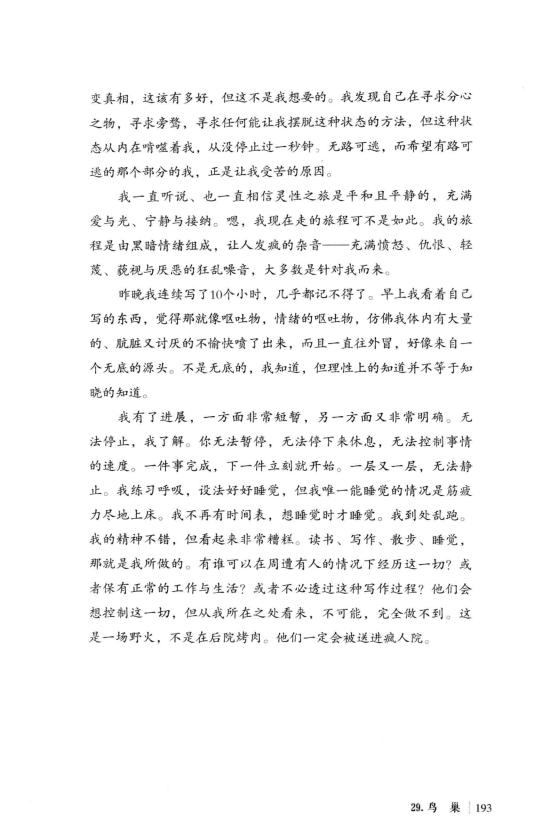 变真相，这该有多好，但这不是我想要的。我发现自己在寻求分心
之物，寻求旁鹜，寻求任何能让我摆脱这种状态的方法，但这种状
态从内在啃噬着我，从没停止过一秒钟。无路可逃，而希望有路可
逃的那个部分的我，正是让我受苦的原因。
我一直听说、也一直相信灵性之旅是平和且平静的，充满
爱与光、宁静与接纳。嗯，我现在走的旅程可不是如此。我的旅
程是由黑暗情绪组成，让人发疯的杂音——充满愤怒、仇恨、轻
蔑、藐视与厌恶的狂乱噪音，大多数是针对我而来。
昨晚我连续写了10个小时，几乎都记不得了。早上我看着自己
写的东西，觉得那就像呕吐物，情绪的呕吐物，仿佛我体内有大量
的、肮脏又讨厌的不愉快喷了出来，而且一直往外冒，好像来自一
个无底的源头。不是无底的，我知道，但理性上的知道并不等于知
晓的知道。
我有了进展，一方面非常短暂，另一方面又非常明确。无
法停止，我了解。你无法暂停，无法停下来休息，无法控制事情
的速度。一件事完成，下一件立刻就开始。一层又一层，无法静
止。我练习呼吸，设法好好睡觉，但我唯一能睡觉的情况是筋疲
力尽地上床。我不再有时间表，想睡觉时才睡觉。我到处乱跑。
我的精神不错，但看起来非常糟糕。读书、写作、散步、睡觉，
那就是我所做的。有谁可以在周遭有人的情况下经历这一切？或
者保有正常的工作与生活？或者不必透过这种写作过程？他们会
想控制这一切，但从我所在之处看来，不可能，完全做不到。这
是一场野火，不是在后院烤肉。他们一定会被送进疯人院。
29. 鸟 巢 | 193